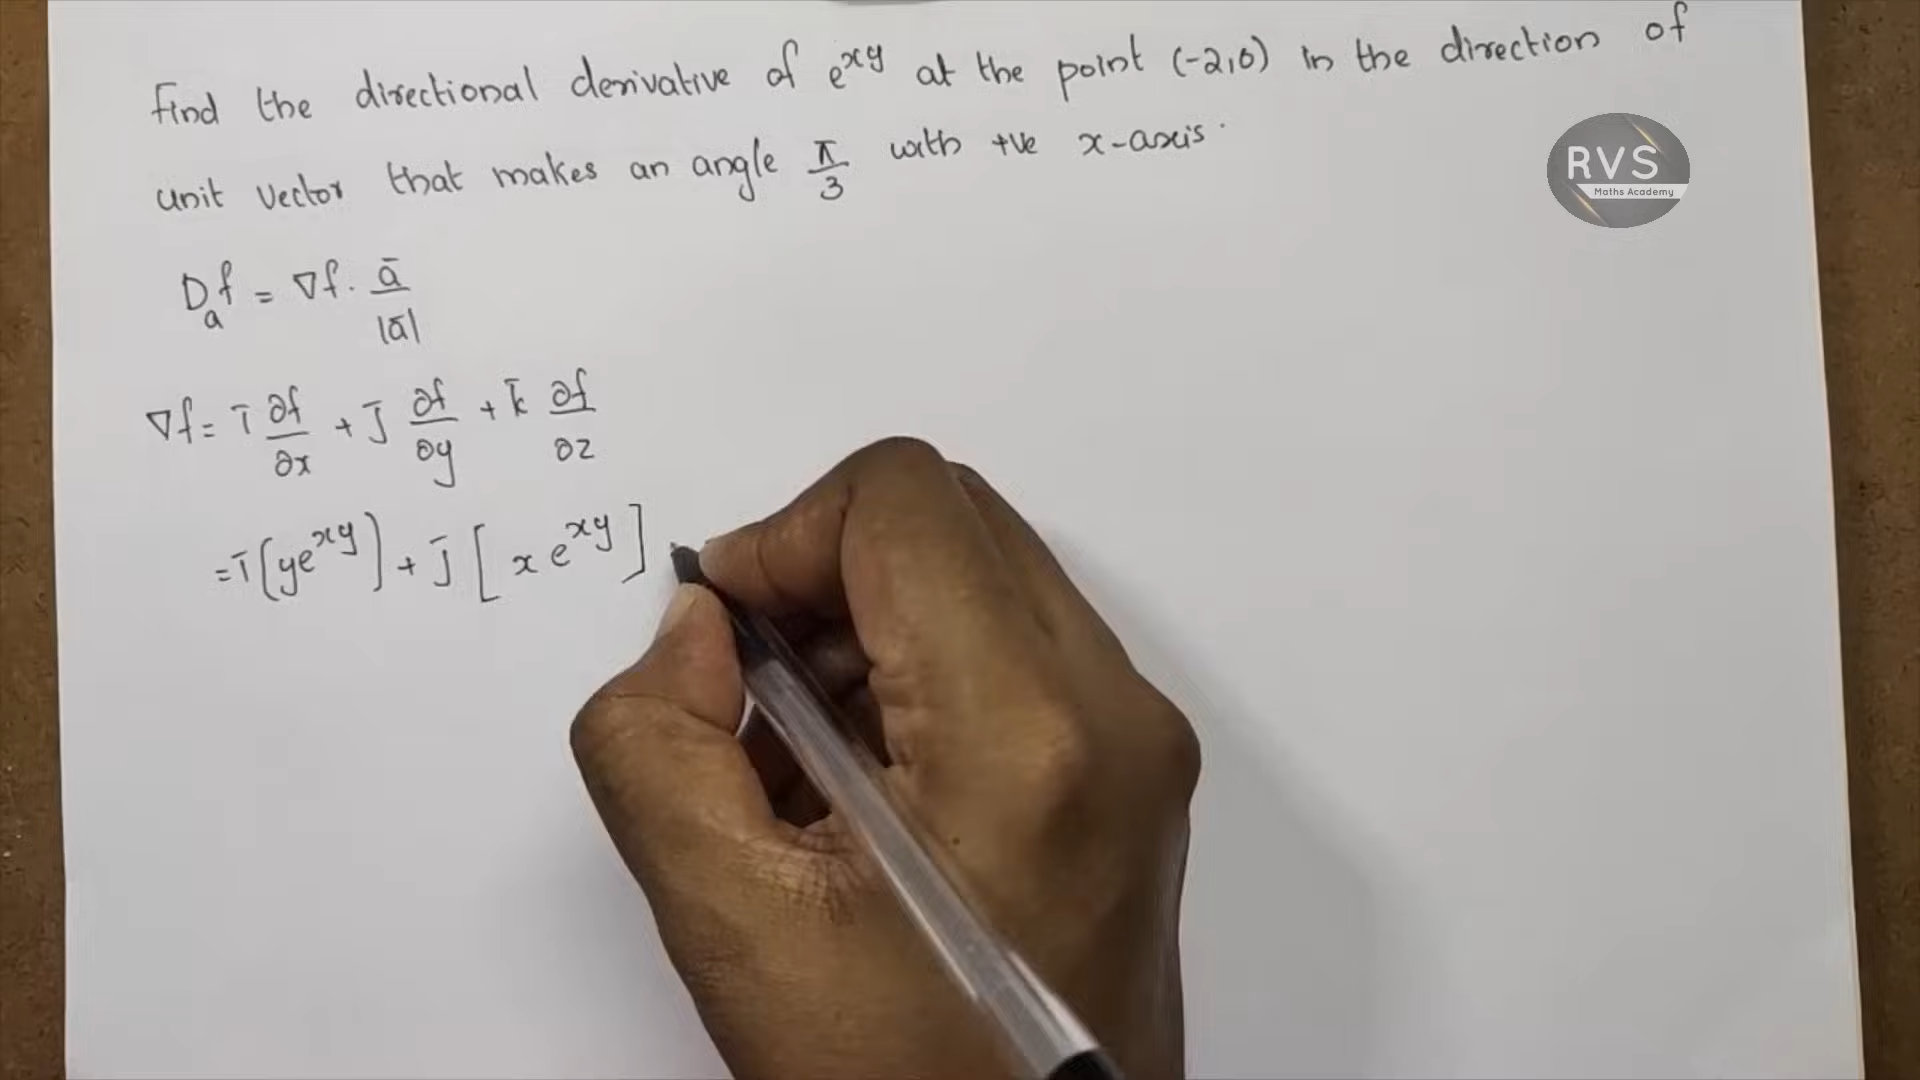 Find the directional derivative of e^{xy} at the point (-2,0) in the direction of
unit vector that makes an angle π/3 with +ve x-axis.
RVS
Maths Academy
D_a f = ∇f · ā/|ā|
∇f = ī ∂f/∂x + j̄ ∂f/∂y + k̄ ∂f/∂z
= ī(ye^{xy}) + j̄[x e^{xy}]